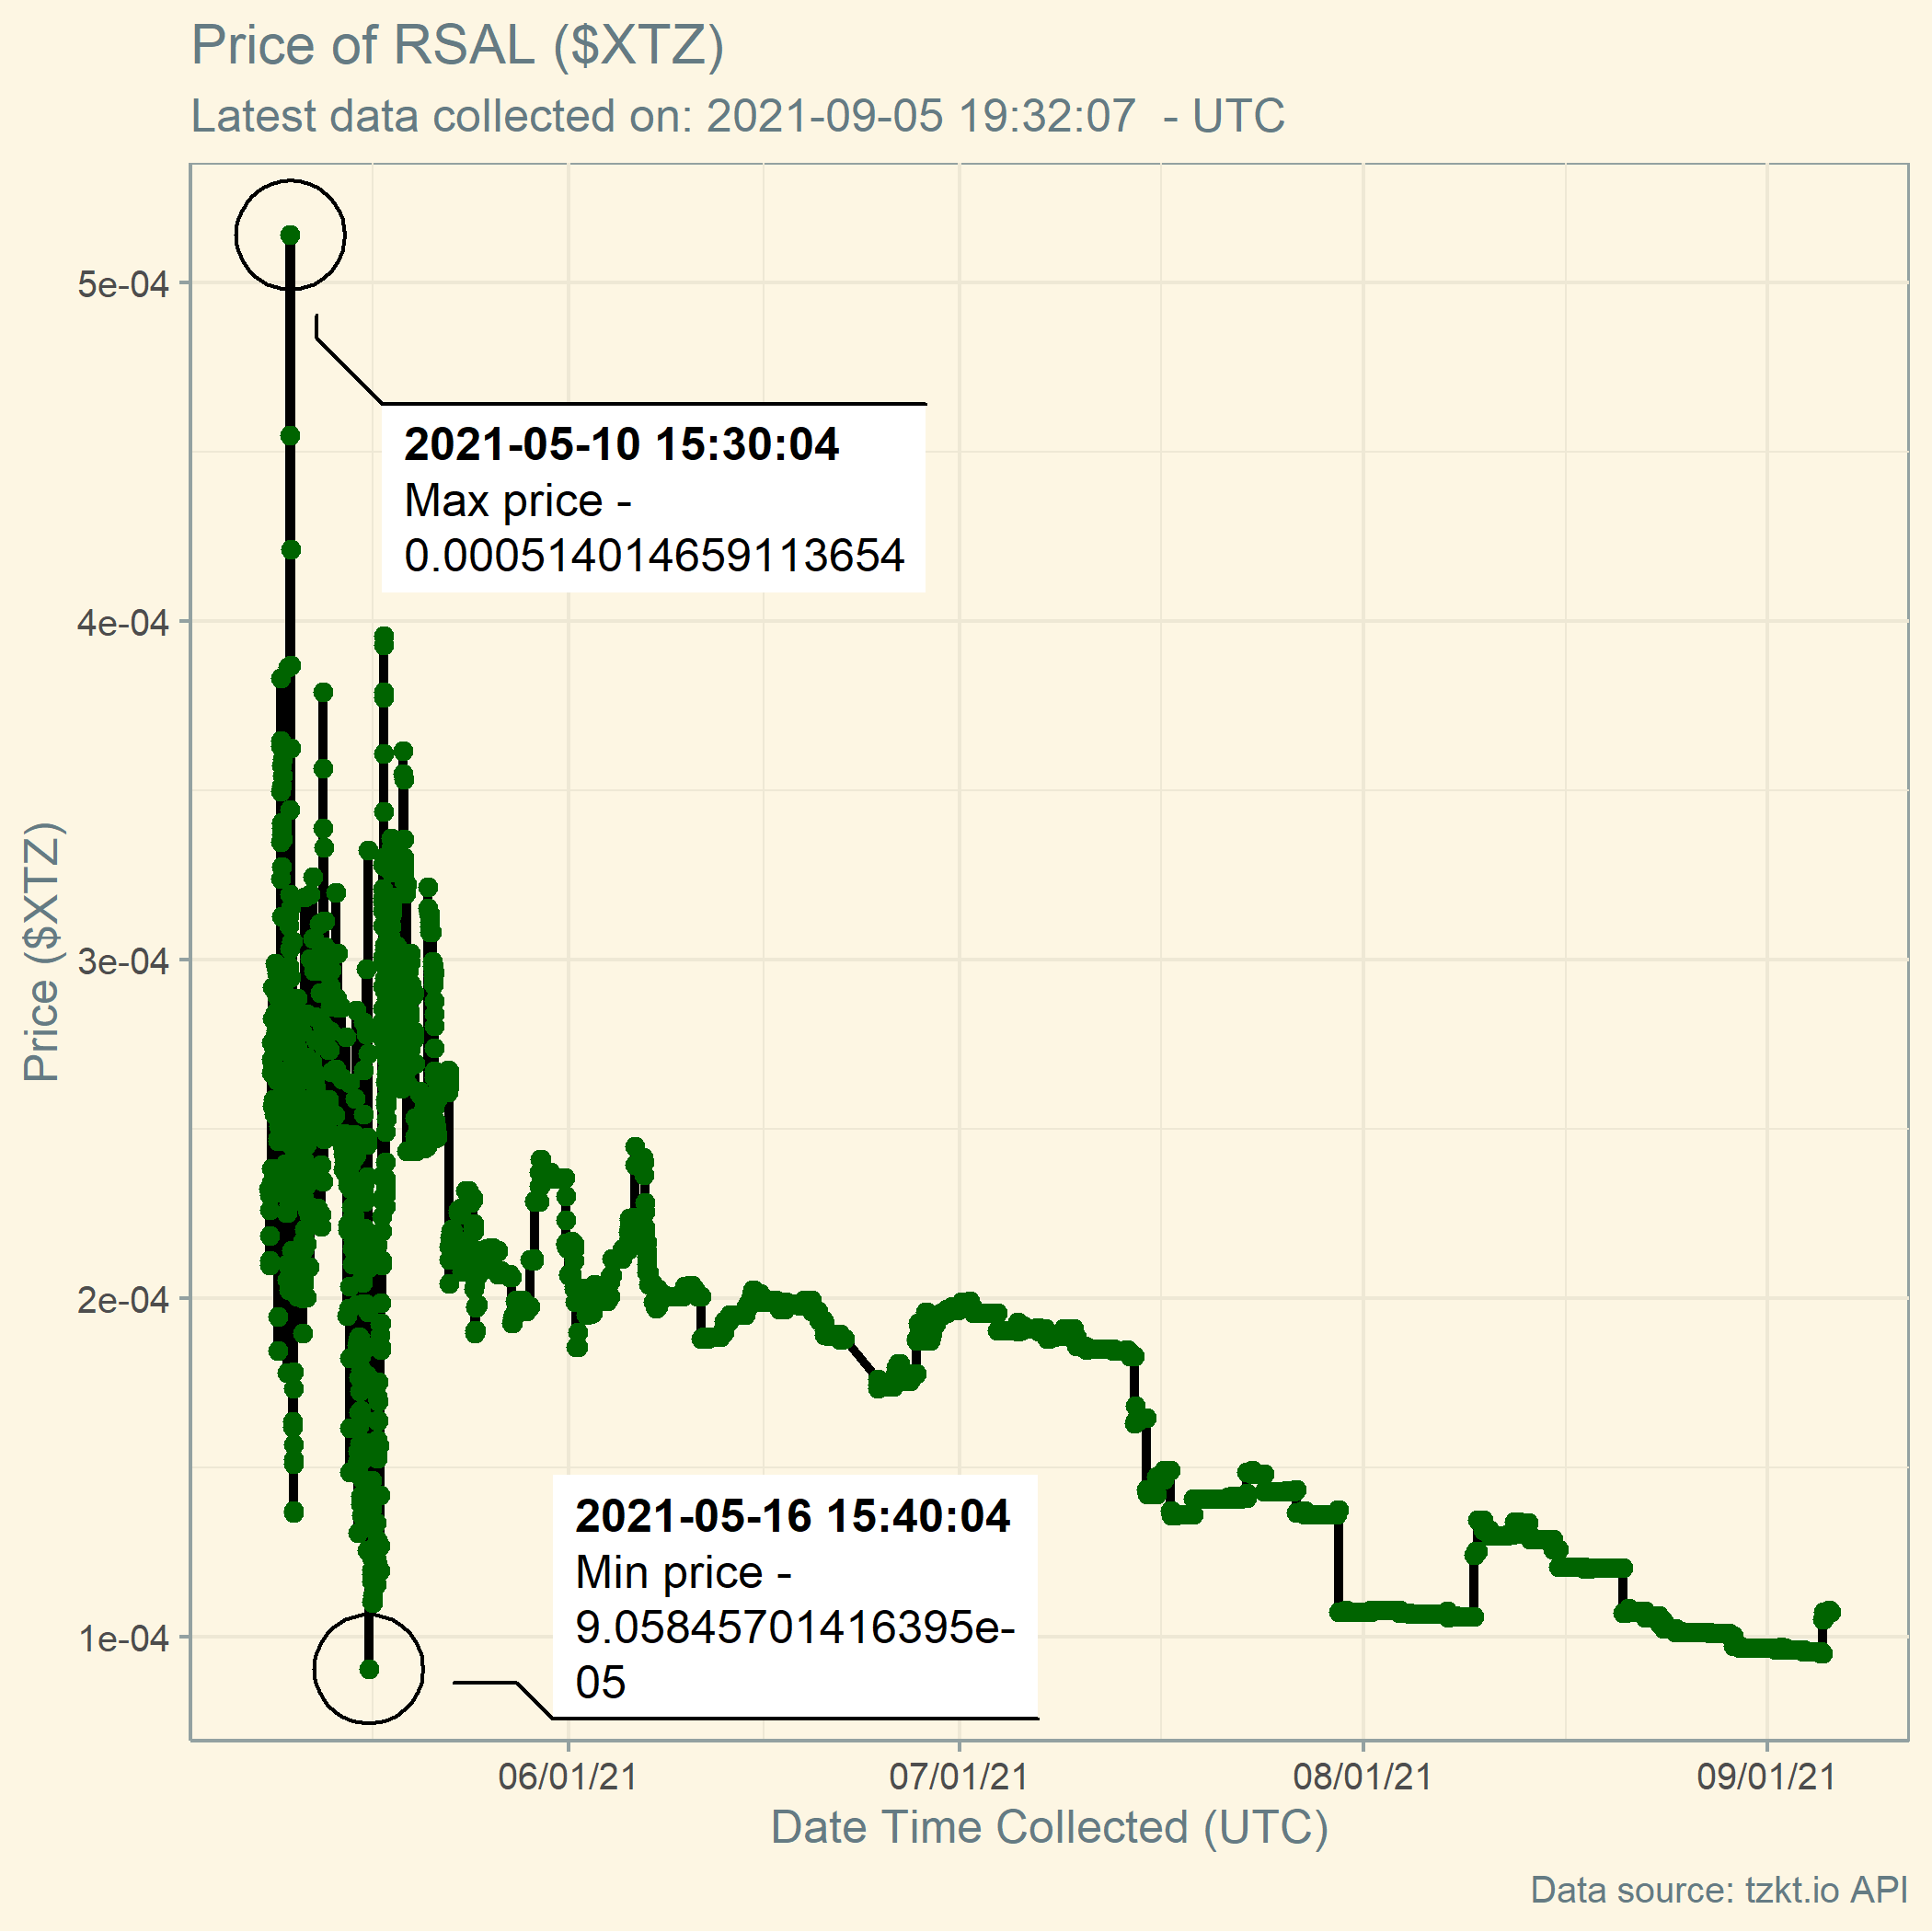 Price of RSAL ($XTZ)
Latest data collected on: 2021-09-05 19:32:07  - UTC
5e-04
4e-04
3e-04
2e-04
1e-04
Price ($XTZ)
2021-05-10 15:30:04
Max price -
0.000514014659113654
2021-05-16 15:40:04
Min price -
9.05845701416395e-
05
06/01/21
07/01/21
08/01/21
09/01/21
Date Time Collected (UTC)
Data source: tzkt.io API